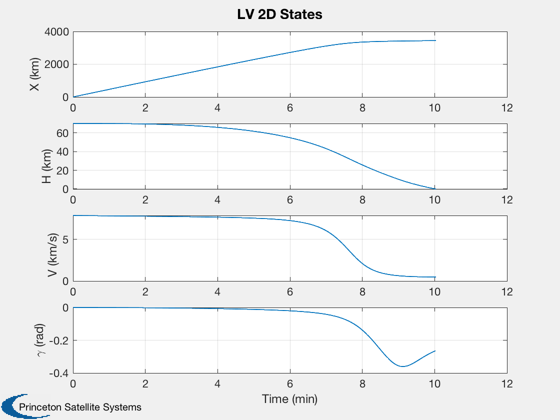 LV 2D States
4000
2000
0
X (km)
0 2 4 6 8 10 12
60
40
20
0
H (km)
0 2 4 6 8 10 12
5
0
V (km/s)
0 2 4 6 8 10 12
0
-0.2
-0.4
γ (rad)
0 2 4 6 8 10 12
Time (min)
Princeton Satellite Systems